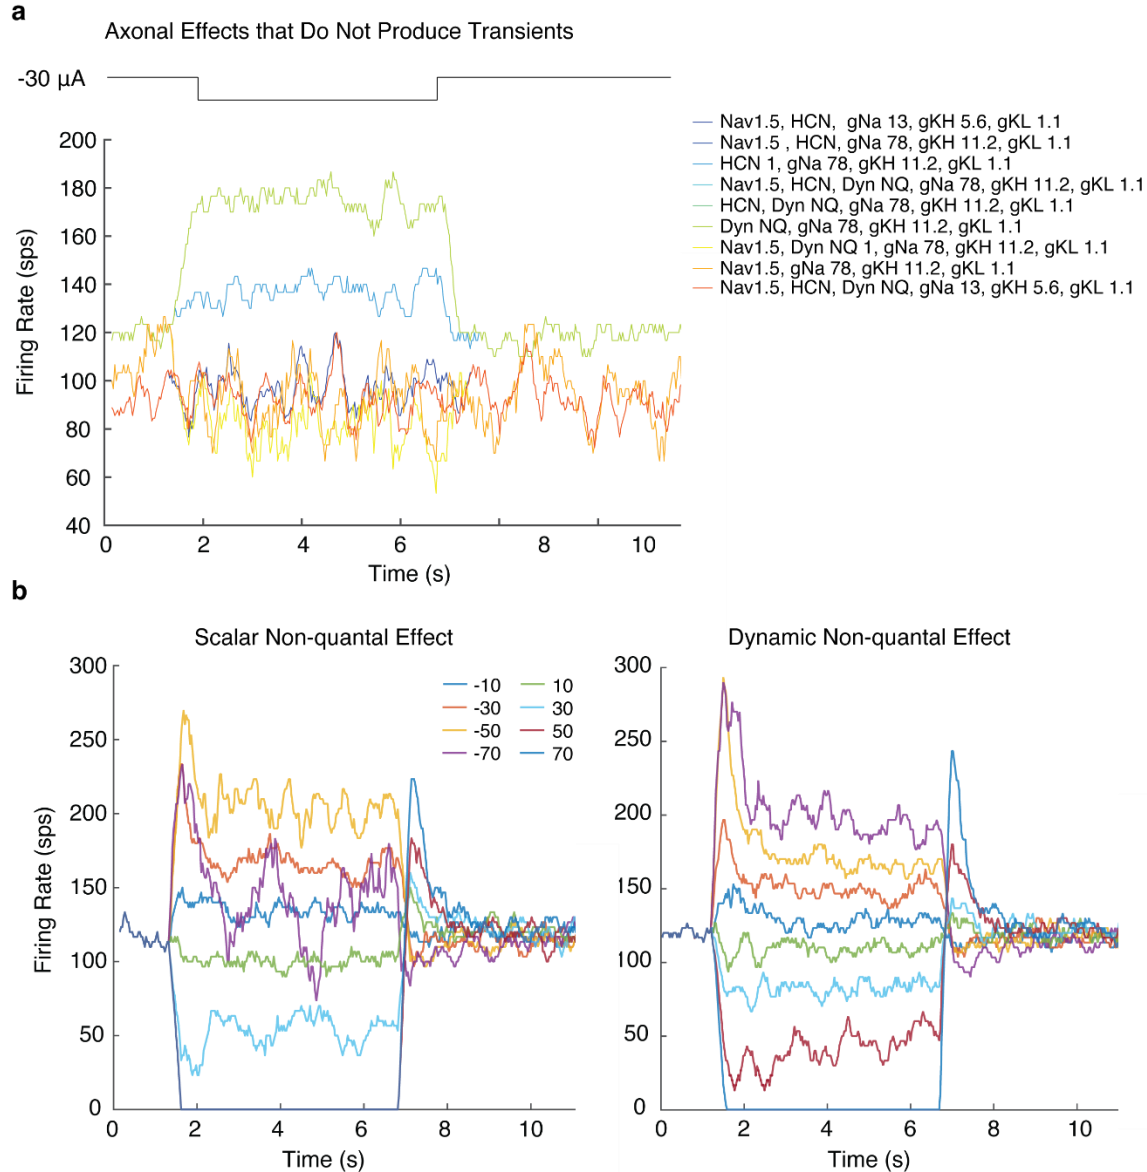 a
Axonal Effects that Do Not Produce Transients
-30 µA
200
180
160
140
120
100
80
60
40
Firing Rate (sps)
0 2 4 6 8 10
Time (s)
Nav1.5, HCN, gNa 13, gKH 5.6, gKL 1.1
Nav1.5 , HCN, gNa 78, gKH 11.2, gKL 1.1
HCN 1, gNa 78, gKH 11.2, gKL 1.1
Nav1.5, HCN, Dyn NQ, gNa 78, gKH 11.2, gKL 1.1
HCN, Dyn NQ, gNa 78, gKH 11.2, gKL 1.1
Dyn NQ, gNa 78, gKH 11.2, gKL 1.1
Nav1.5, Dyn NQ 1, gNa 78, gKH 11.2, gKL 1.1
Nav1.5, gNa 78, gKH 11.2, gKL 1.1
Nav1.5, HCN, Dyn NQ, gNa 13, gKH 5.6, gKL 1.1
b
Scalar Non-quantal Effect
300
250
200
150
100
50
0
Firing Rate (sps)
0 2 4 6 8 10
Time (s)
-10 10
-30 30
-50 50
-70 70
Dynamic Non-quantal Effect
300
250
200
150
100
50
0
0 2 4 6 8 10
Time (s)